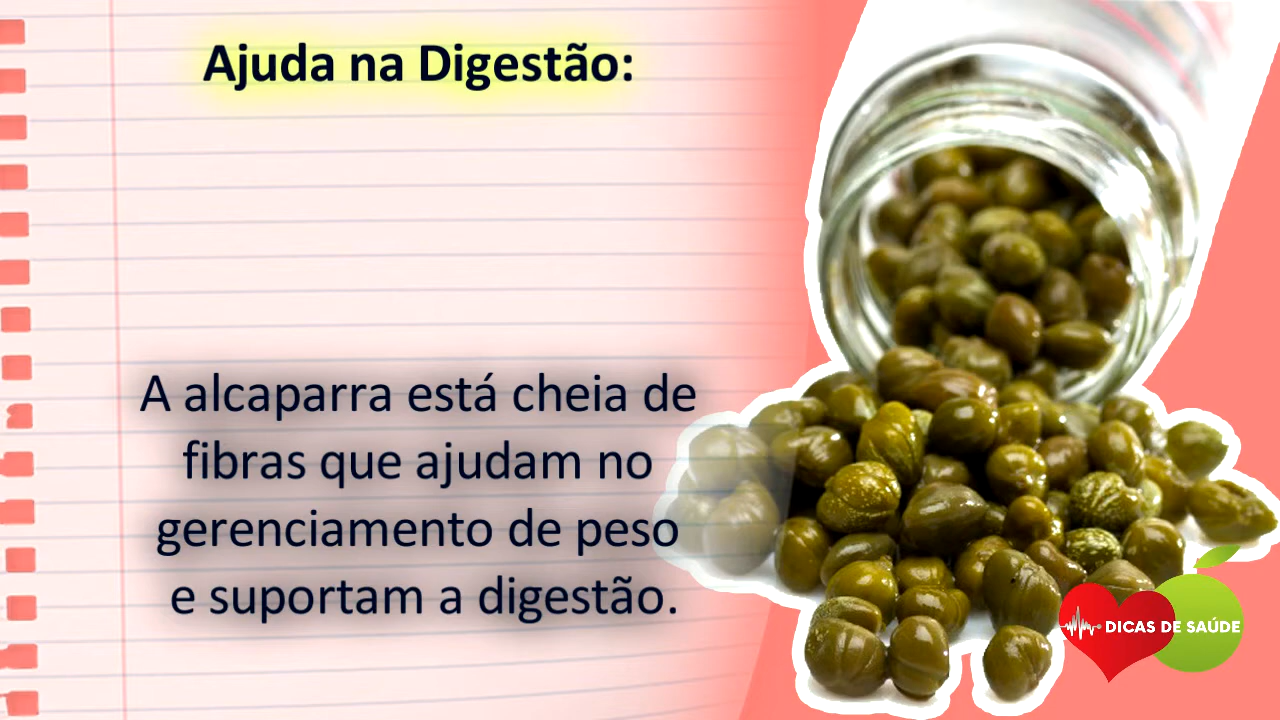 Ajuda na Digestão:
A alcaparra está cheia de
fibras que ajudam no
gerenciamento de peso
e suportam a digestão.
DICAS DE SAÚDE